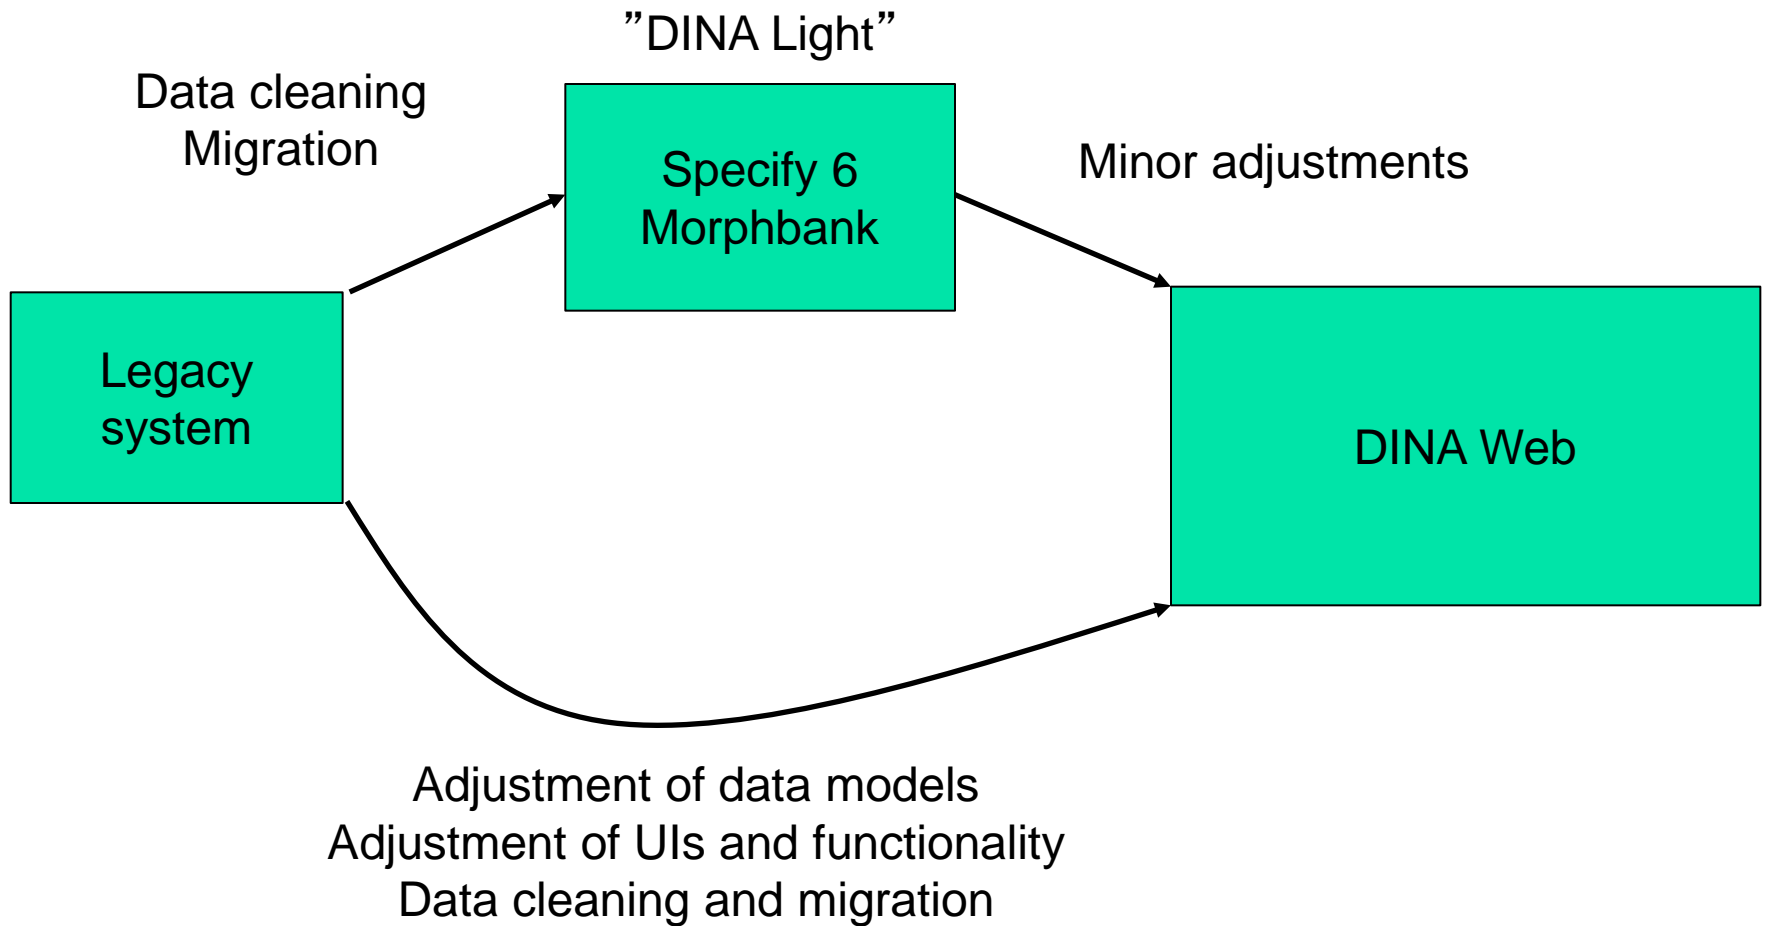 ”DINA Light”
Data cleaning
Migration
Specify 6
Morphbank
Minor adjustments
Legacy
system
DINA Web
Adjustment of data models
Adjustment of UIs and functionality
Data cleaning and migration